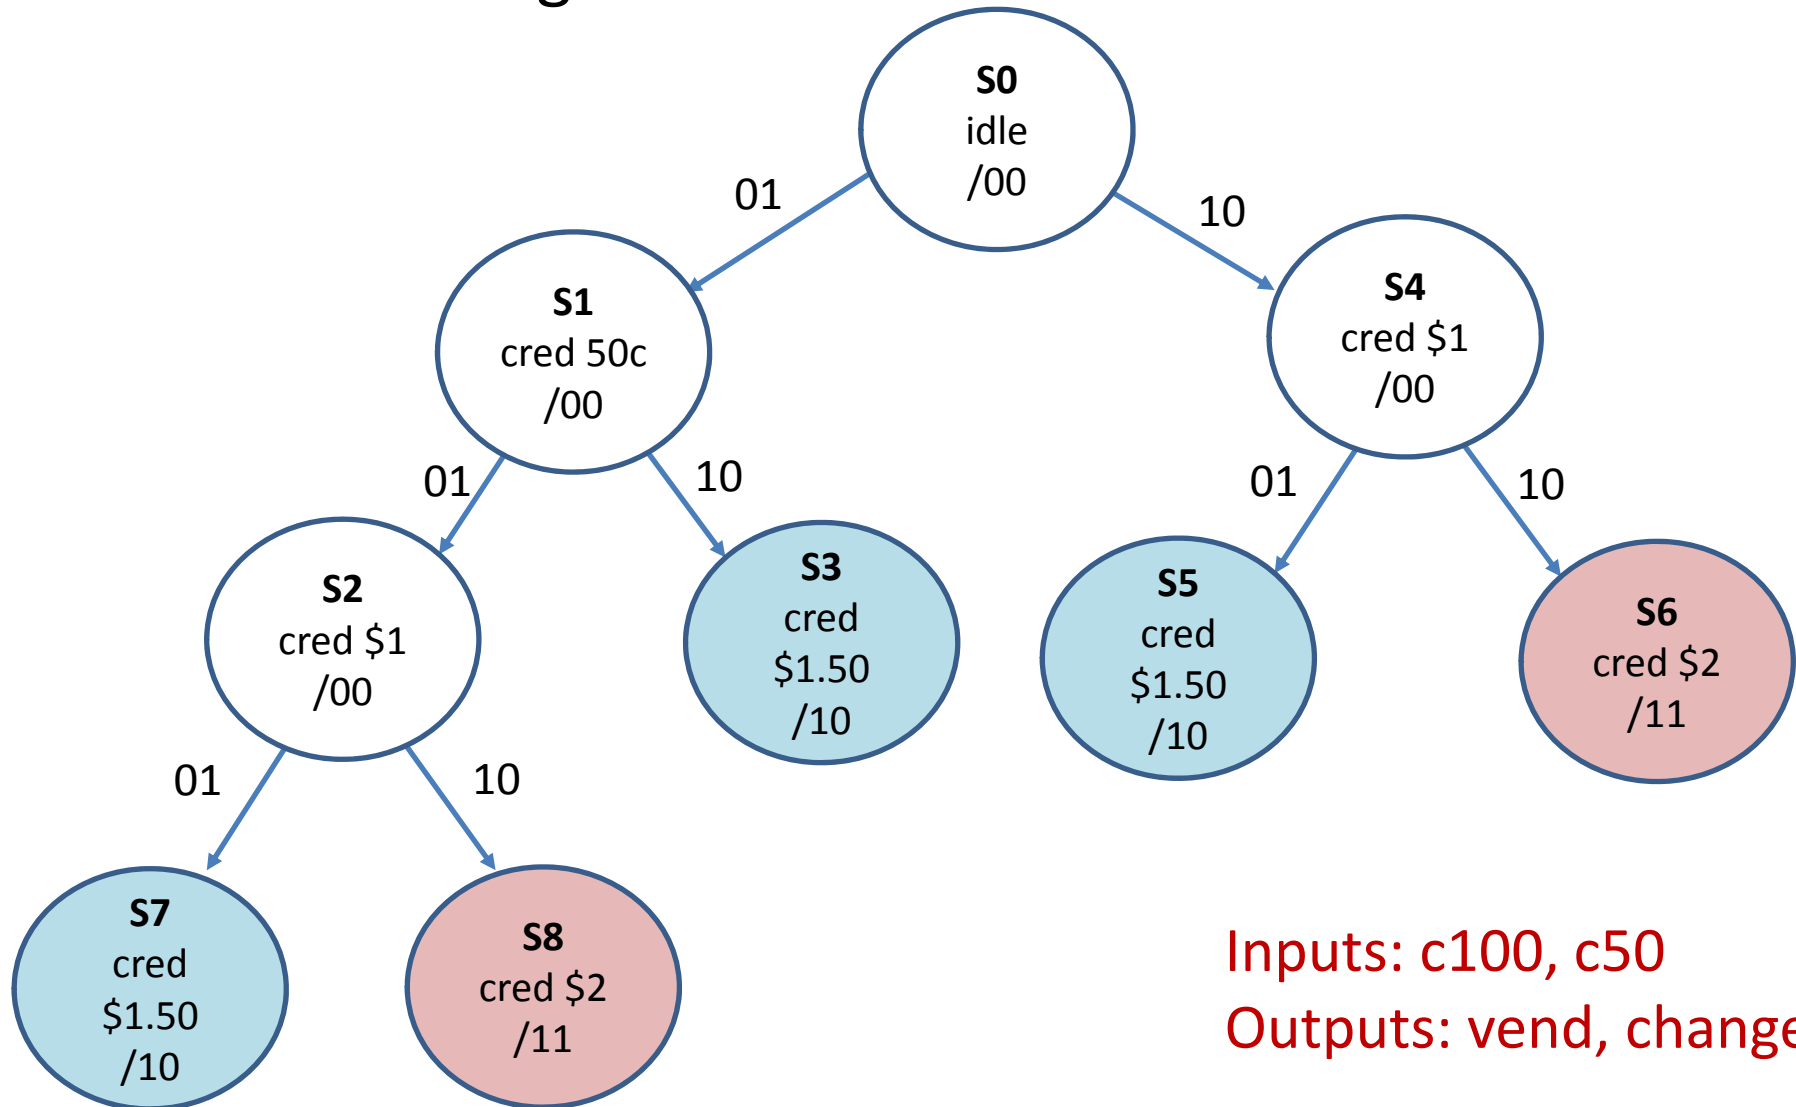 S0
idle
/00
01
10
S1
cred 50c
/00
S4
cred $1
/00
01
10
01
10
S2
cred $1
/00
S3
cred
$1.50
/10
S5
cred
$1.50
/10
S6
cred $2
/11
01
10
S7
cred
$1.50
/10
S8
cred $2
/11
Inputs: c100, c50
Outputs: vend, change